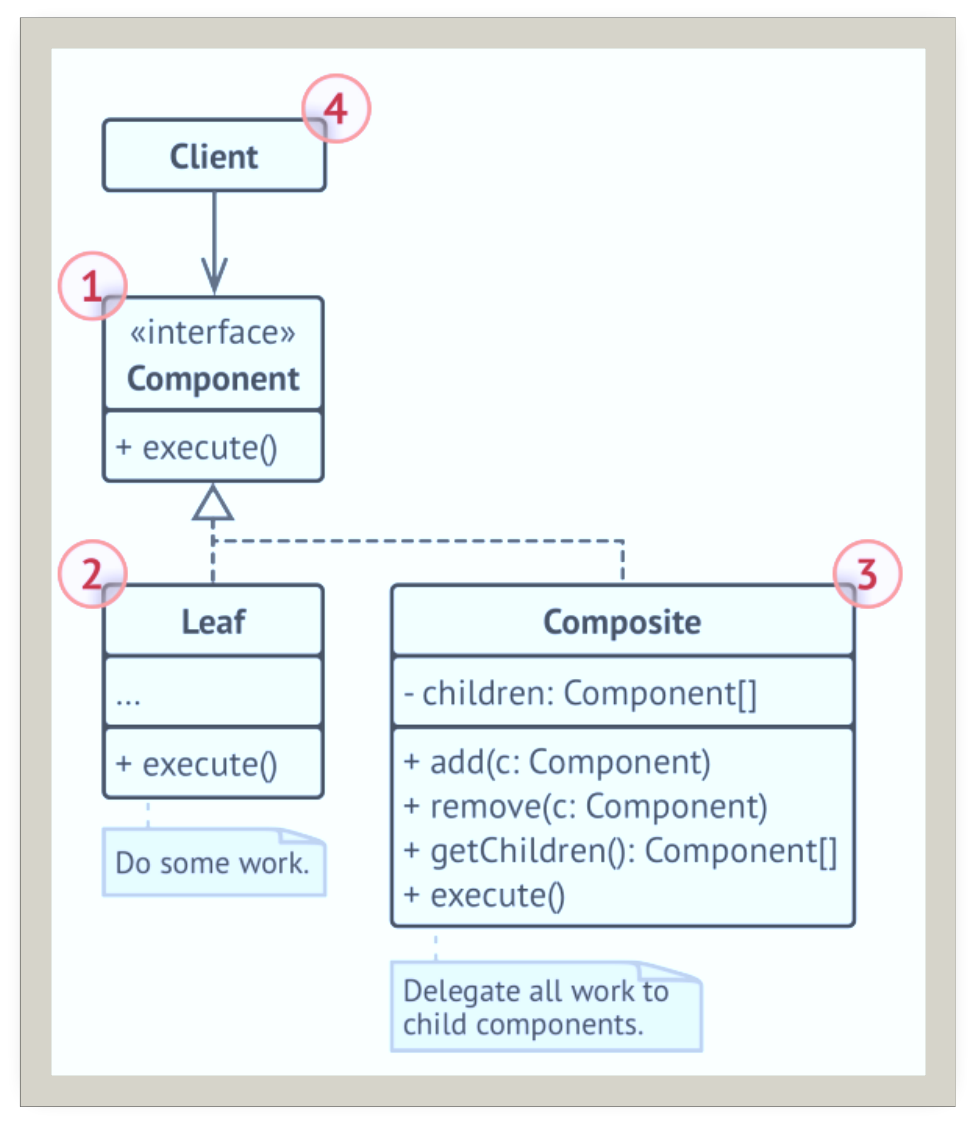 4
Client
1
«interface»
Component
+ execute()
2
Leaf
...
+ execute()
Do some work.
3
Composite
- children: Component[]
+ add(c: Component)
+ remove(c: Component)
+ getChildren(): Component[]
+ execute()
Delegate all work to
child components.